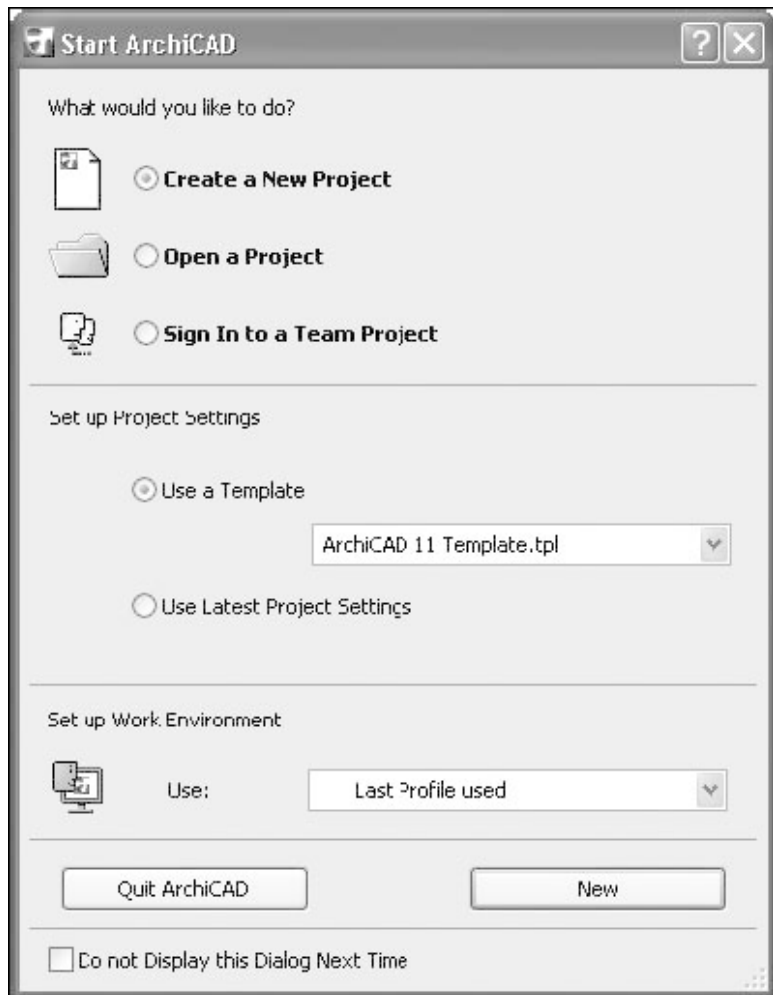 Start ArchiCAD
What would you like to do?
Create a New Project
Open a Project
Sign In to a Team Project
Set up Project Settings
Use a Template
ArchiCAD 11 Template.tpl
Use Latest Project Settings
Set up Work Environment
Use:
Last Profile used
Quit ArchiCAD
New
Do not Display this Dialog Next Time